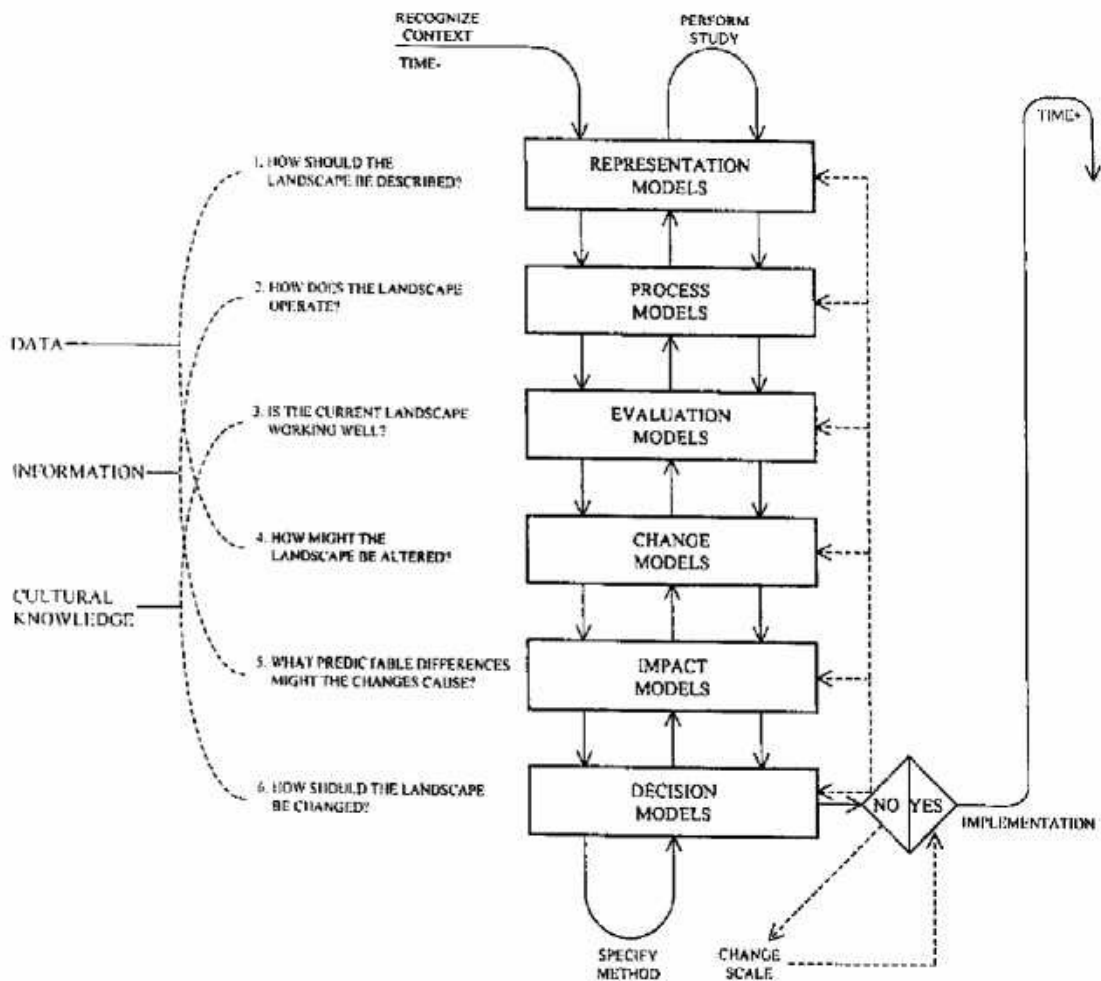 RECOGNIZE
CONTEXT
TIME-
PERFORM
STUDY
TIME+
1. HOW SHOULD THE
LANDSCAPE BE DESCRIBED?
REPRESENTATION
MODELS
2. HOW DOES THE LANDSCAPE
OPERATE?
PROCESS
MODELS
DATA
3. IS THE CURRENT LANDSCAPE
WORKING WELL?
EVALUATION
MODELS
INFORMATION
4. HOW MIGHT THE
LANDSCAPE BE ALTERED?
CHANGE
MODELS
CULTURAL
KNOWLEDGE
5. WHAT PREDICTABLE DIFFERENCES
MIGHT THE CHANGES CAUSE?
IMPACT
MODELS
6. HOW SHOULD THE LANDSCAPE
BE CHANGED?
DECISION
MODELS
NO YES
IMPLEMENTATION
SPECIFY
METHOD
CHANGE
SCALE